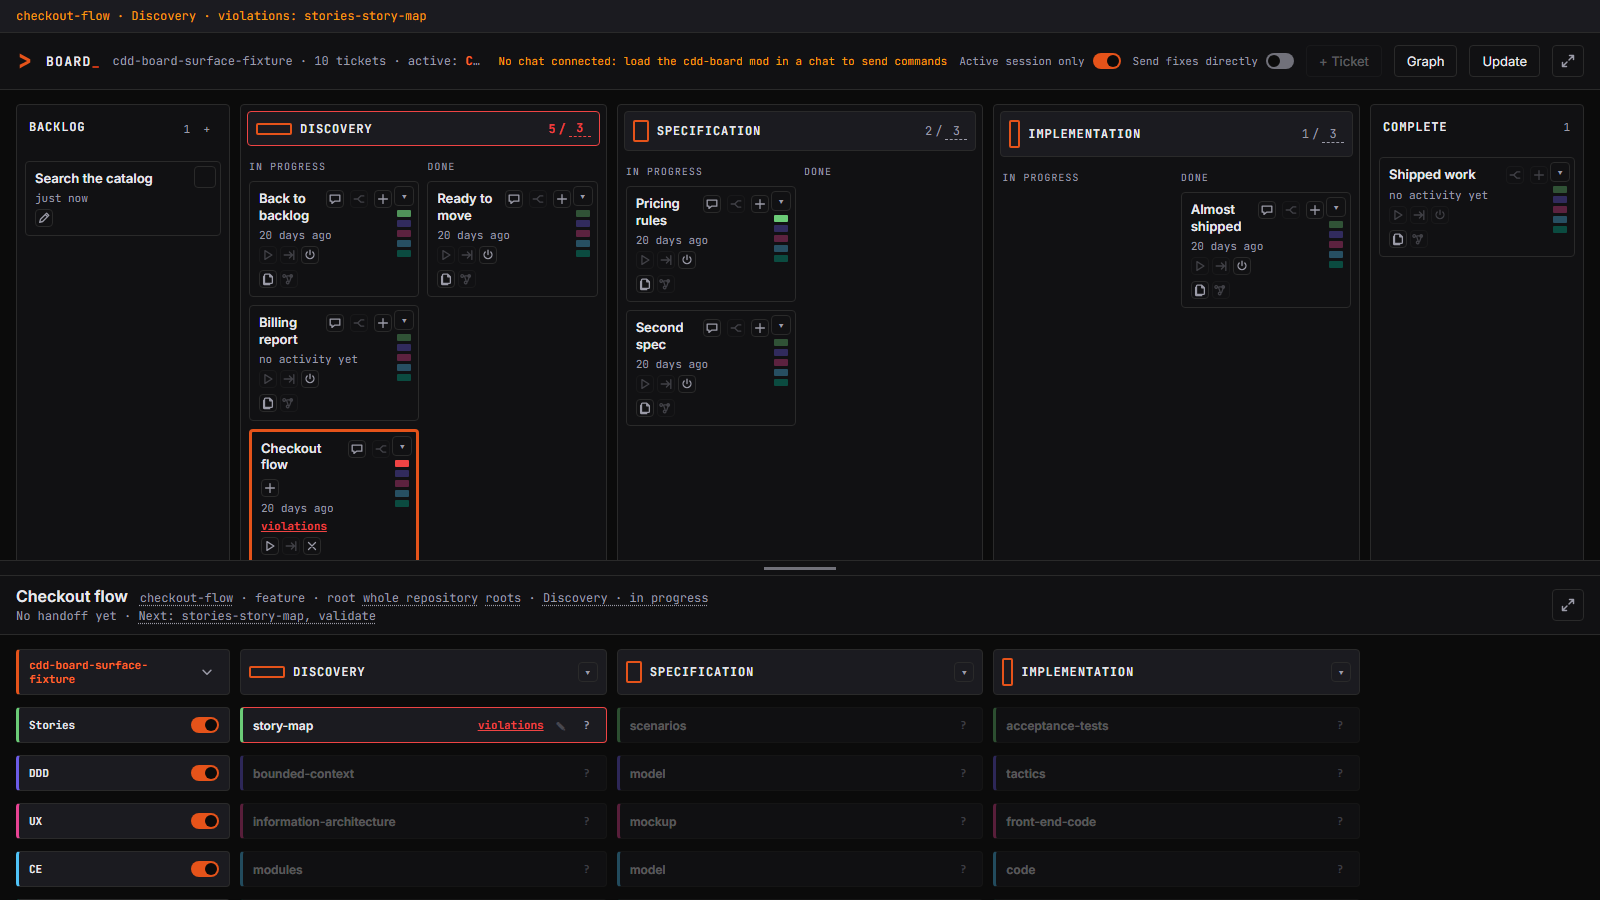 checkout-flow · Discovery · violations: stories-story-map
> BOARD_ cdd-board-surface-fixture · 10 tickets · active: C… No chat connected: load the cdd-board mod in a chat to send commands Active session only Send fixes directly + Ticket Graph Update
BACKLOG 1 +
DISCOVERY 5 / 3
SPECIFICATION 2 / 3
IMPLEMENTATION 1 / 3
COMPLETE 1
Search the catalog
just now
IN PROGRESS DONE
Back to
backlog
20 days ago
Billing
report
no activity yet
Checkout
flow
20 days ago
violations
Ready to
move
20 days ago
IN PROGRESS DONE
Pricing
rules
20 days ago
Second
spec
20 days ago
IN PROGRESS DONE
Almost
shipped
20 days ago
Shipped work
no activity yet
Checkout flow checkout-flow · feature · root whole repository roots · Discovery · in progress
No handoff yet · Next: stories-story-map, validate
cdd-board-surface-
fixture
DISCOVERY
SPECIFICATION
IMPLEMENTATION
Stories
story-map violations ?
scenarios ?
acceptance-tests ?
DDD
bounded-context ?
model ?
tactics ?
UX
information-architecture ?
mockup ?
front-end-code ?
CE
modules ?
model ?
code ?